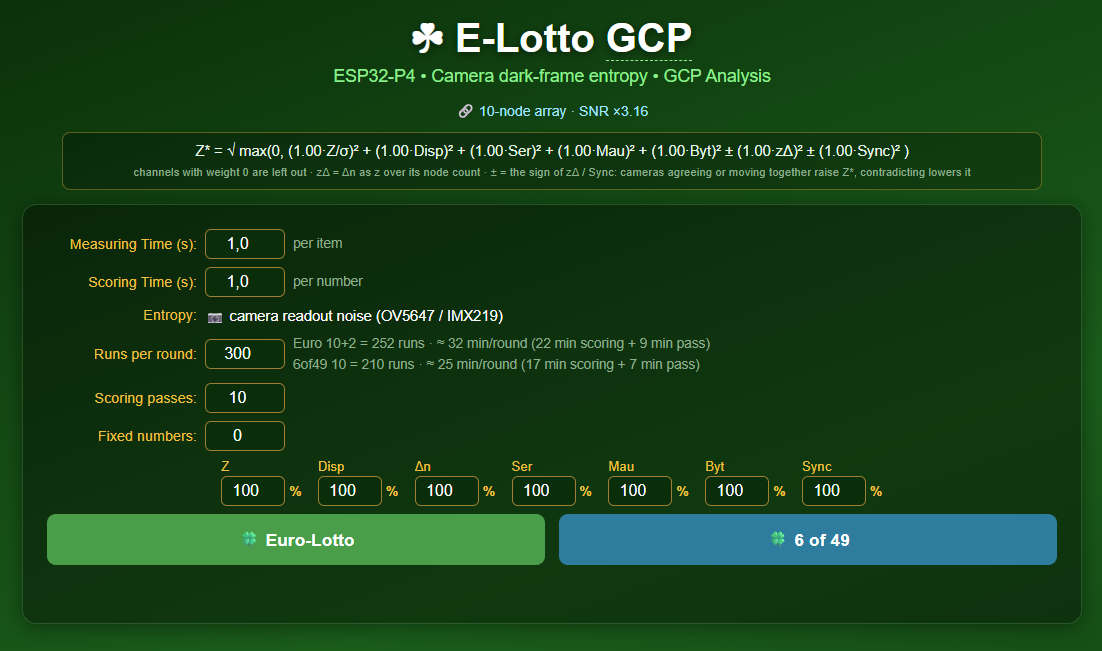 ☘ E-Lotto GCP
ESP32-P4 • Camera dark-frame entropy • GCP Analysis
🔗 10-node array · SNR ×3.16
Z* = √ max(0, (1.00·Z/σ)² + (1.00·Disp)² + (1.00·Ser)² + (1.00·Mau)² + (1.00·Byt)² ± (1.00·zΔ)² ± (1.00·Sync)² )
channels with weight 0 are left out · zΔ = Δn as z over its node count · ± = the sign of zΔ / Sync: cameras agreeing or moving together raise Z*, contradicting lowers it
Measuring Time (s): 1,0 per item
Scoring Time (s): 1,0 per number
Entropy: 📷 camera readout noise (OV5647 / IMX219)
Runs per round: 300 Euro 10+2 = 252 runs · ≈ 32 min/round (22 min scoring + 9 min pass)
6of49 10 = 210 runs · ≈ 25 min/round (17 min scoring + 7 min pass)
Scoring passes: 10
Fixed numbers: 0
Z Disp Δn Ser Mau Byt Sync
100 % 100 % 100 % 100 % 100 % 100 % 100 %
🍀 Euro-Lotto 🍀 6 of 49